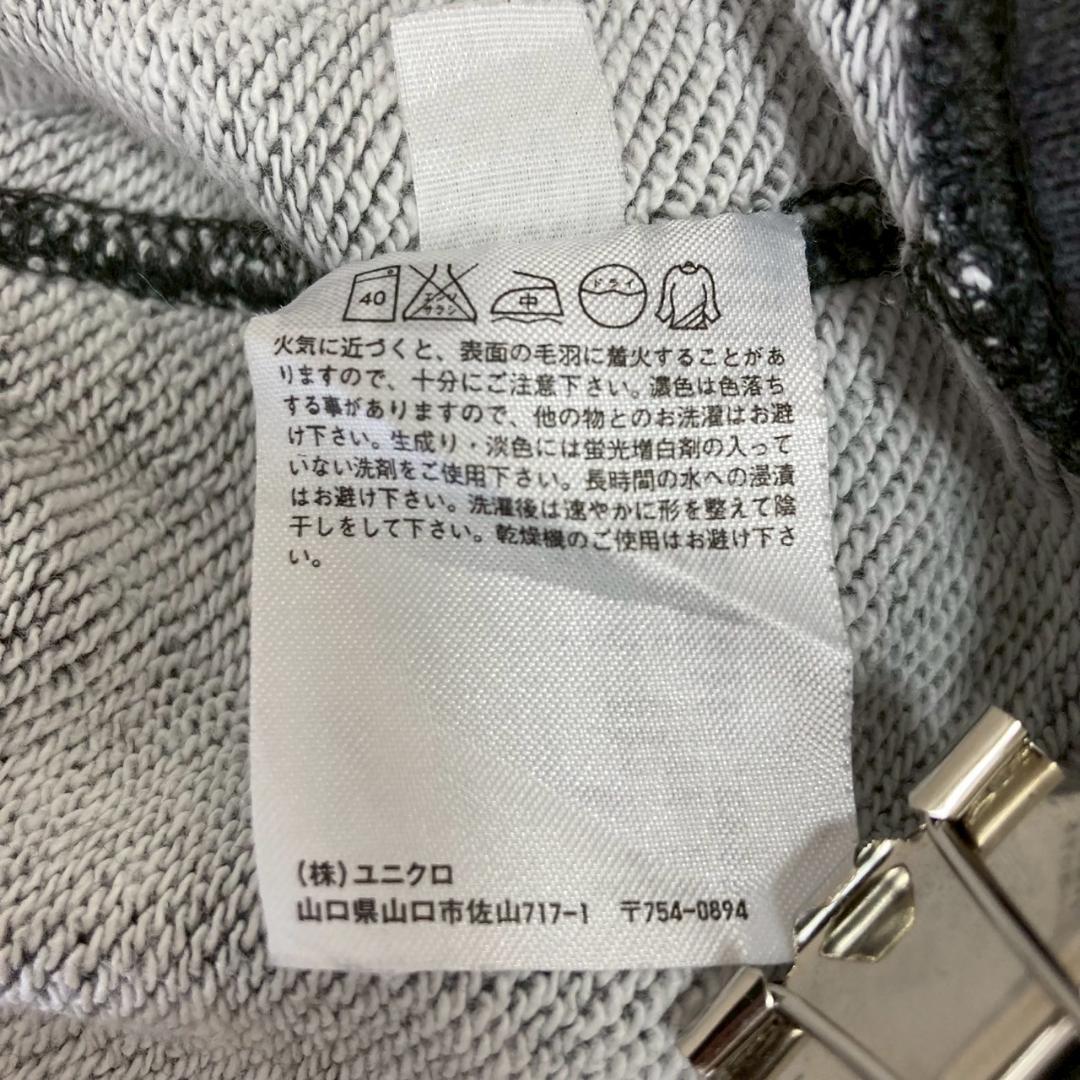 40 エンソ サラシ 中 ドライ
火気に近づくと、表面の毛羽に着火することがあ
りますので、十分にご注意下さい。濃色は色落ち
する事がありますので、他の物とのお洗濯はお避
け下さい。生成り・淡色には蛍光増白剤の入って
いない洗剤をご使用下さい。長時間の水への浸漬
はお避け下さい。洗濯後は速やかに形を整えて陰
干しをして下さい。乾燥機のご使用はお避け下さ
い。
(株)ユニクロ
山口県山口市佐山717-1 〒754-0894